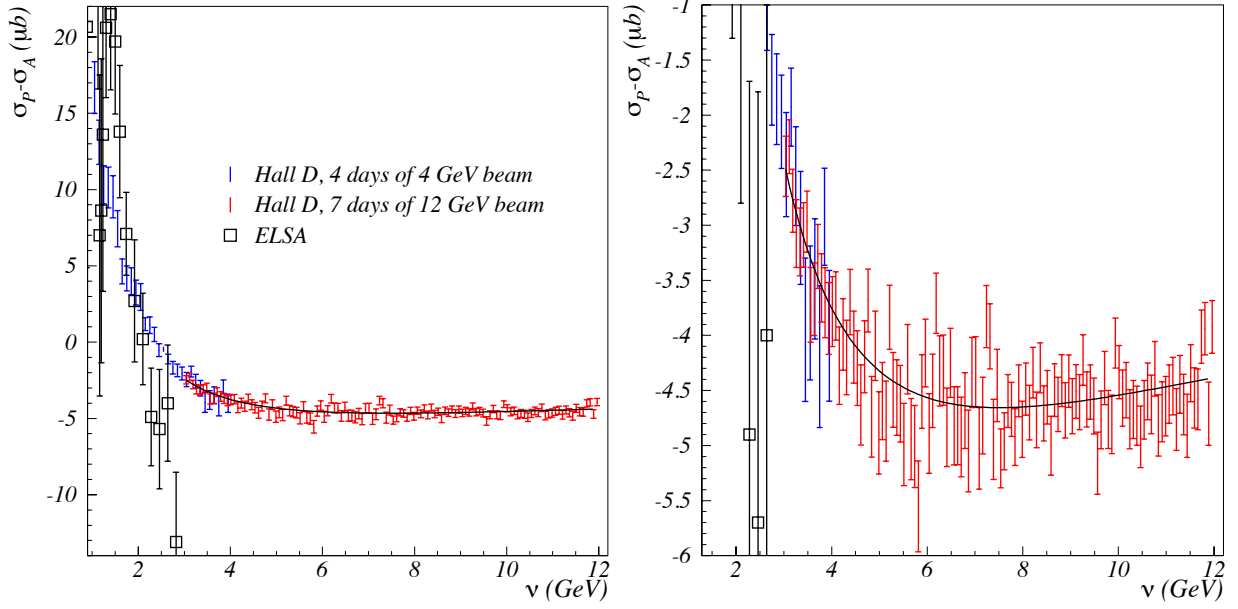 σP-σA (μb)
20
15
10
5
0
-5
-10
Hall D, 4 days of 4 GeV beam
Hall D, 7 days of 12 GeV beam
ELSA
2 4 6 8 10 12
ν (GeV)
σP-σA (μb)
-1
-1.5
-2
-2.5
-3
-3.5
-4
-4.5
-5
-5.5
-6
2 4 6 8 10 12
ν (GeV)